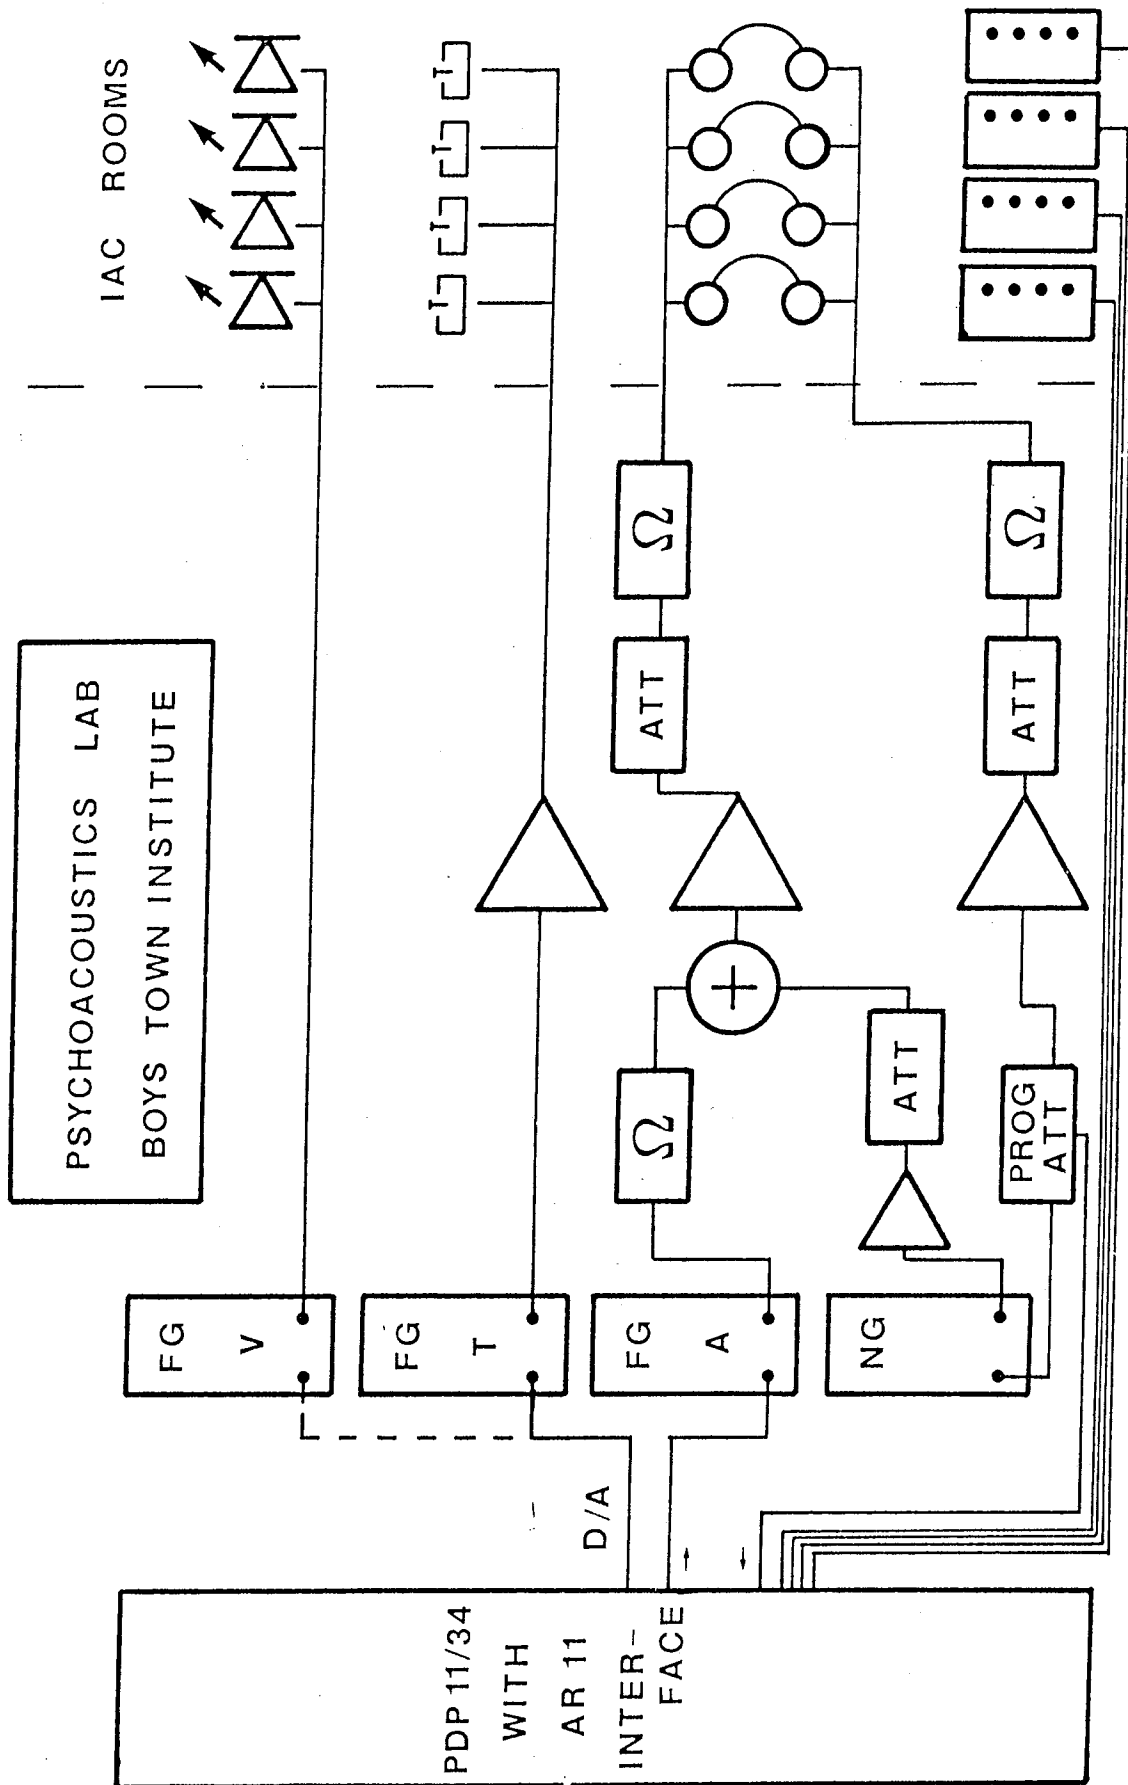 PSYCHOACOUSTICS LAB
BOYS TOWN INSTITUTE
IAC ROOMS
PDP 11/34
WITH
AR 11
INTER-
FACE
D/A
FG
V
FG
T
FG
A
NG
Ω
ATT
PROG
ATT
+
ATT
Ω
ATT
Ω